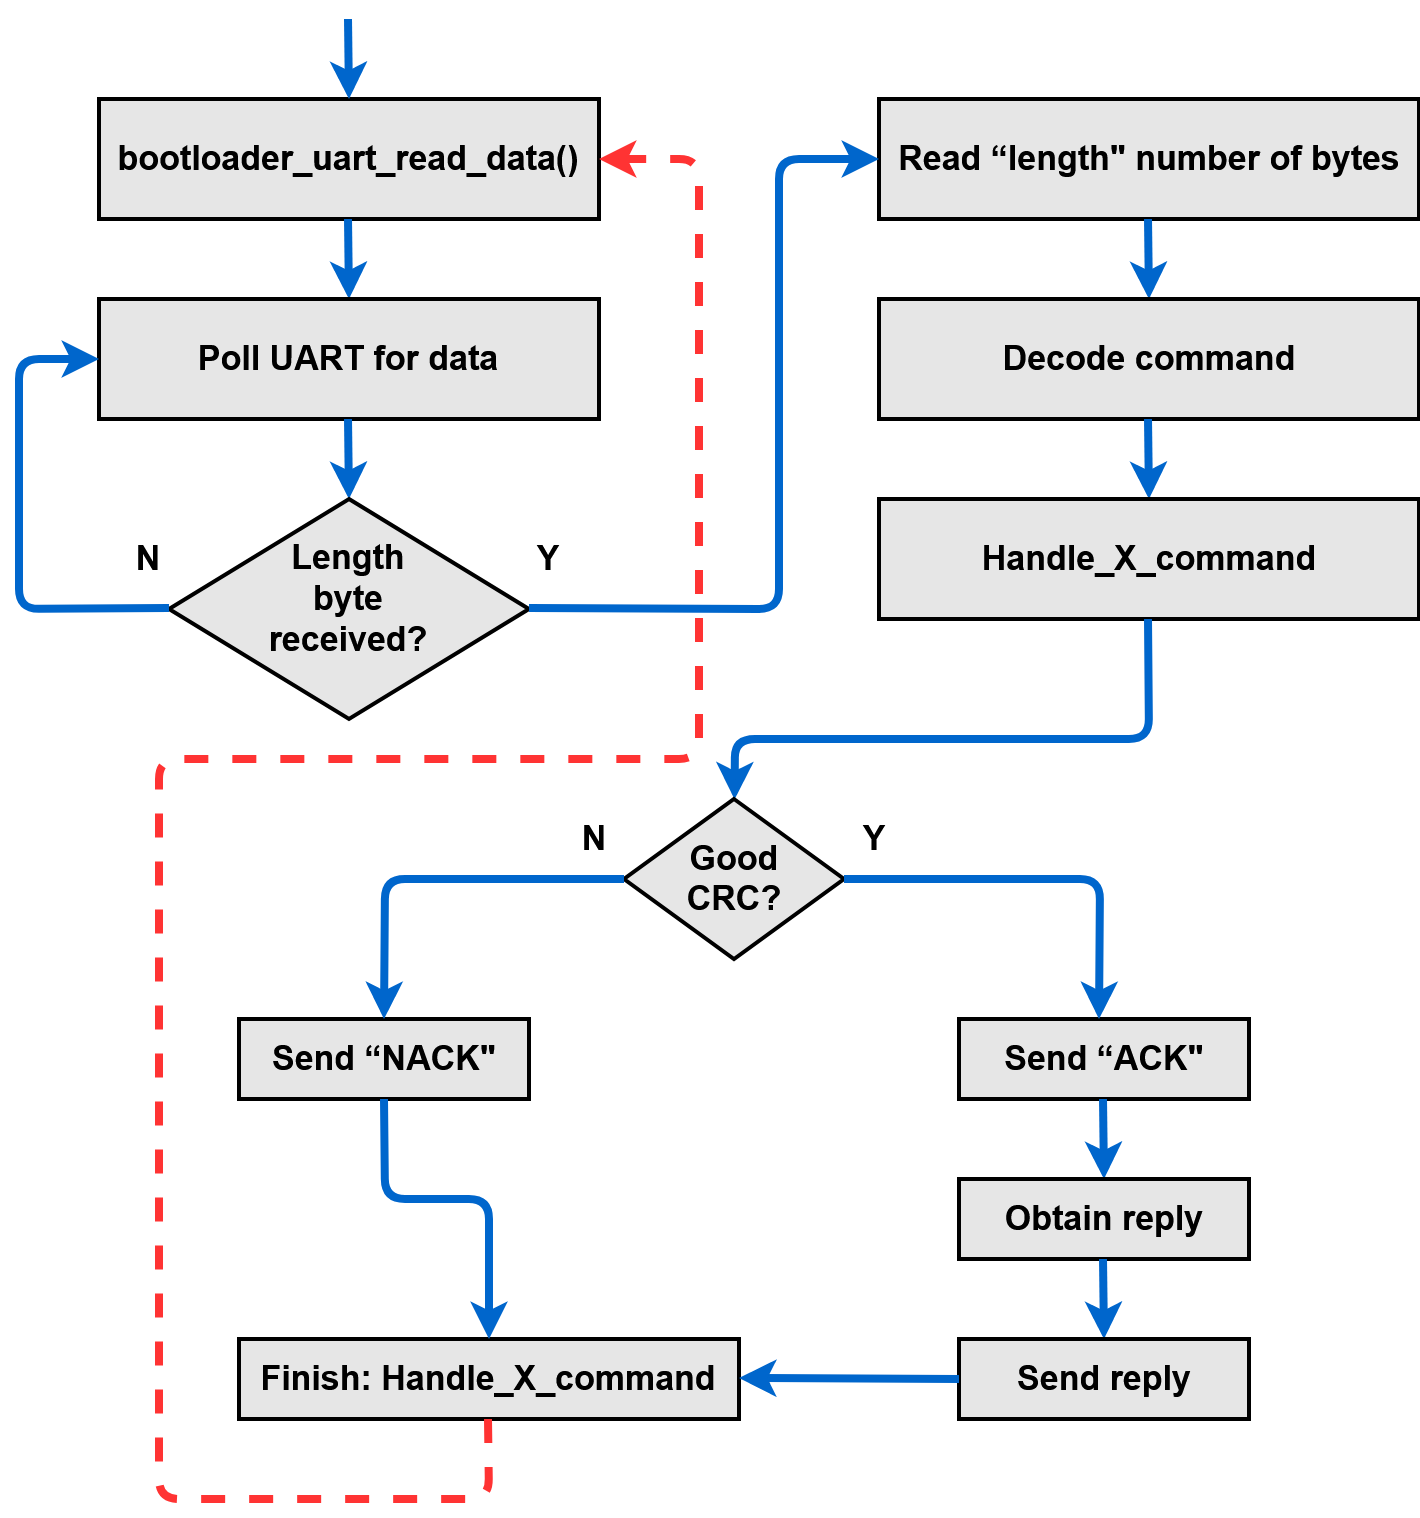 bootloader_uart_read_data()
Poll UART for data
N
Length
byte
received?
Y
Read “length" number of bytes
Decode command
Handle_X_command
N
Good
CRC?
Y
Send “NACK"
Send “ACK"
Obtain reply
Send reply
Finish: Handle_X_command